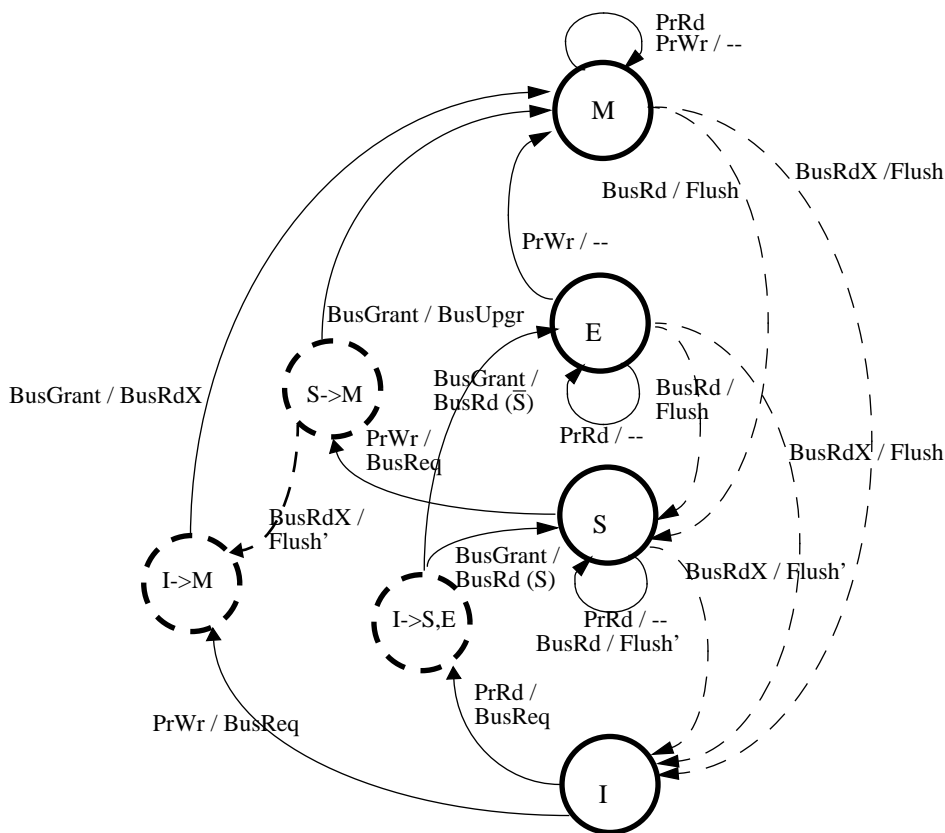 PrRd
PrWr / --
M
BusRdX /Flush
BusRd / Flush
PrWr / --
BusGrant / BusUpgr
E
BusGrant / BusRdX
S->M
BusGrant /
BusRd (S̅)
BusRd /
Flush
PrRd / --
PrWr /
BusReq
BusRdX / Flush
BusRdX /
Flush’
S
I->M
BusGrant /
BusRd (S)
BusRdX / Flush’
I->S,E
PrRd / --
BusRd / Flush’
PrRd /
BusReq
PrWr / BusReq
I